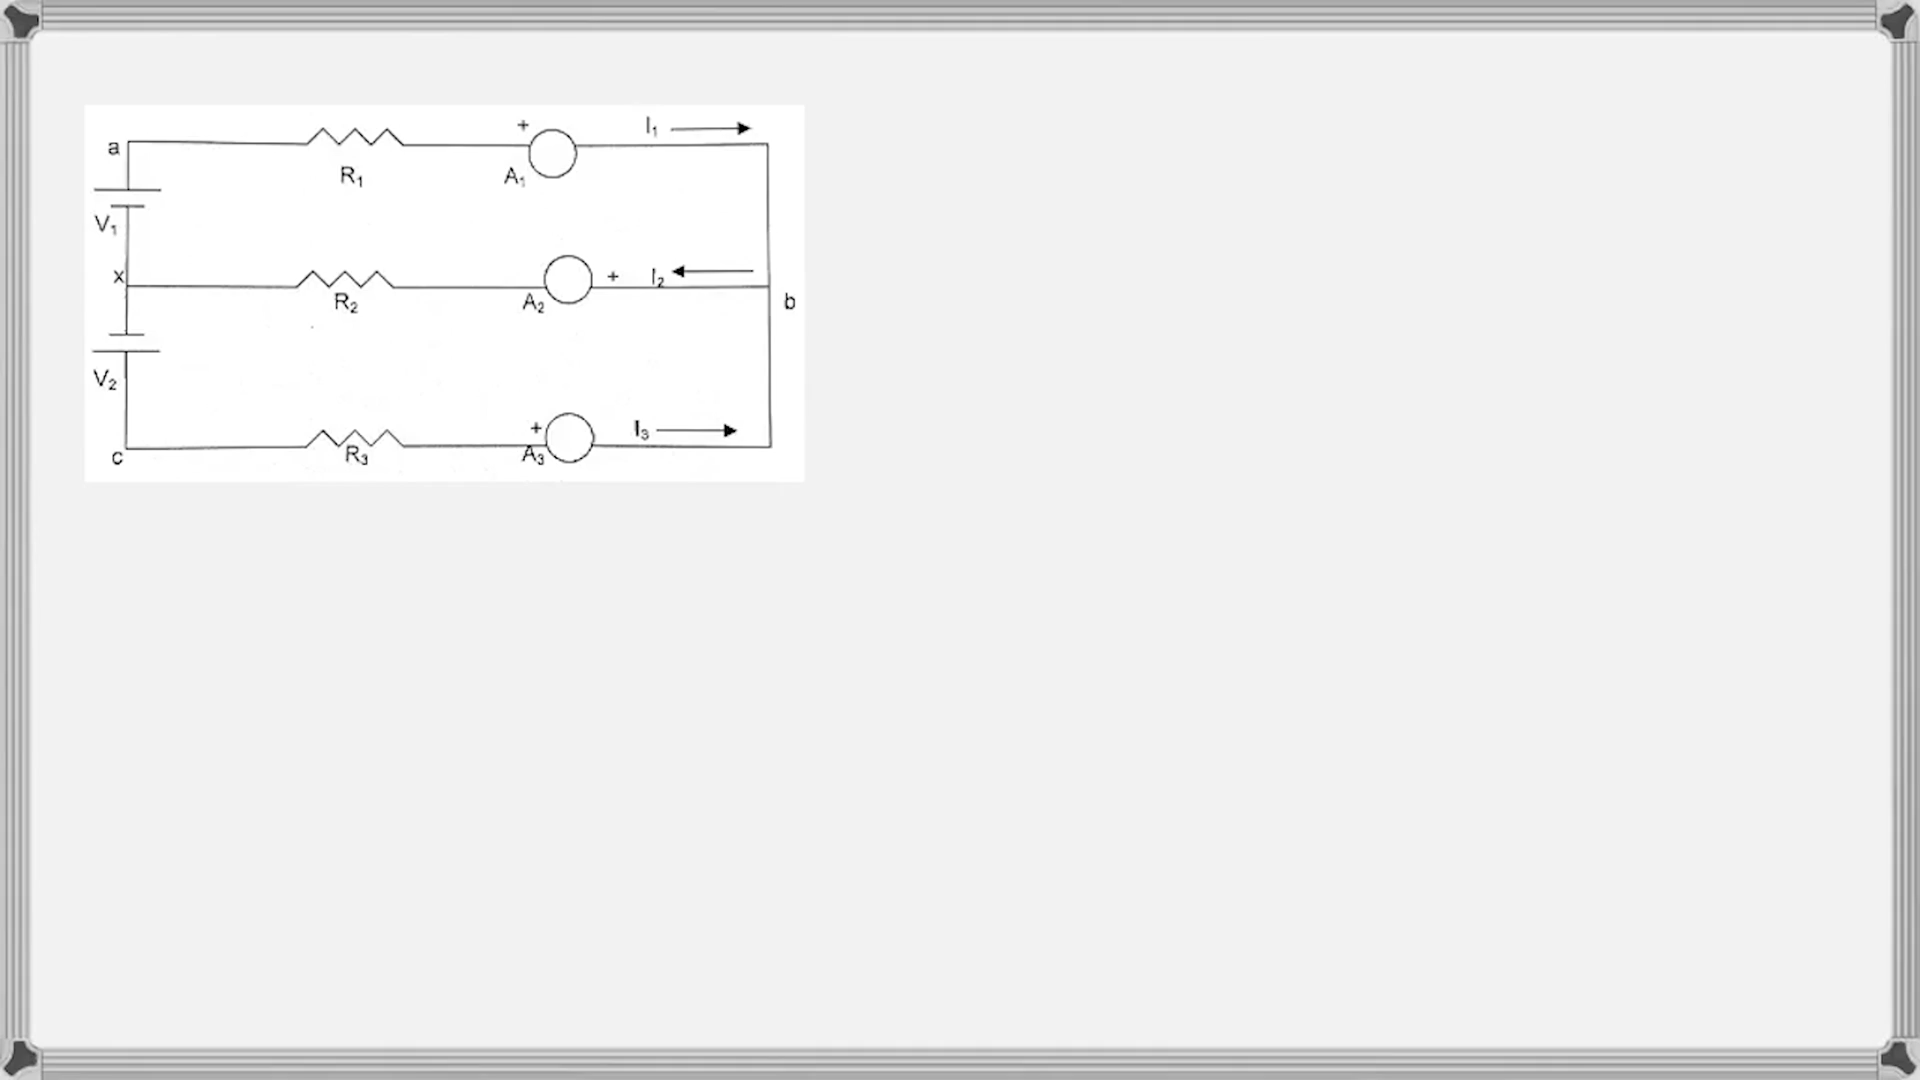 + I₁
a
R₁ A₁
V₁
x + I₂
R₂ A₂ b
V₂
+ I₃
c R₃ A₃